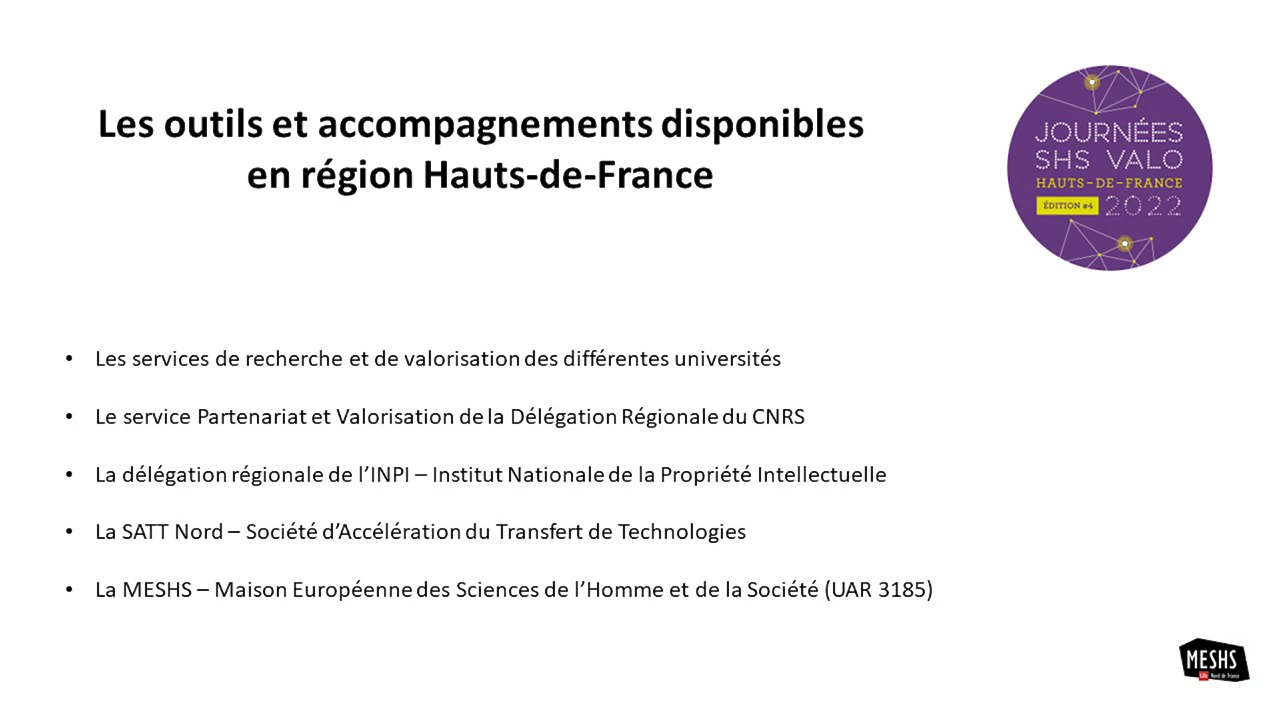 Les outils et accompagnements disponibles
en région Hauts-de-France
JOURNÉES
SHS VALO
HAUTS-DE-FRANCE
ÉDITION #4 2022
• Les services de recherche et de valorisation des différentes universités
• Le service Partenariat et Valorisation de la Délégation Régionale du CNRS
• La délégation régionale de l’INPI – Institut Nationale de la Propriété Intellectuelle
• La SATT Nord – Société d’Accélération du Transfert de Technologies
• La MESHS – Maison Européenne des Sciences de l’Homme et de la Société (UAR 3185)
MESHS
Lille Nord de France